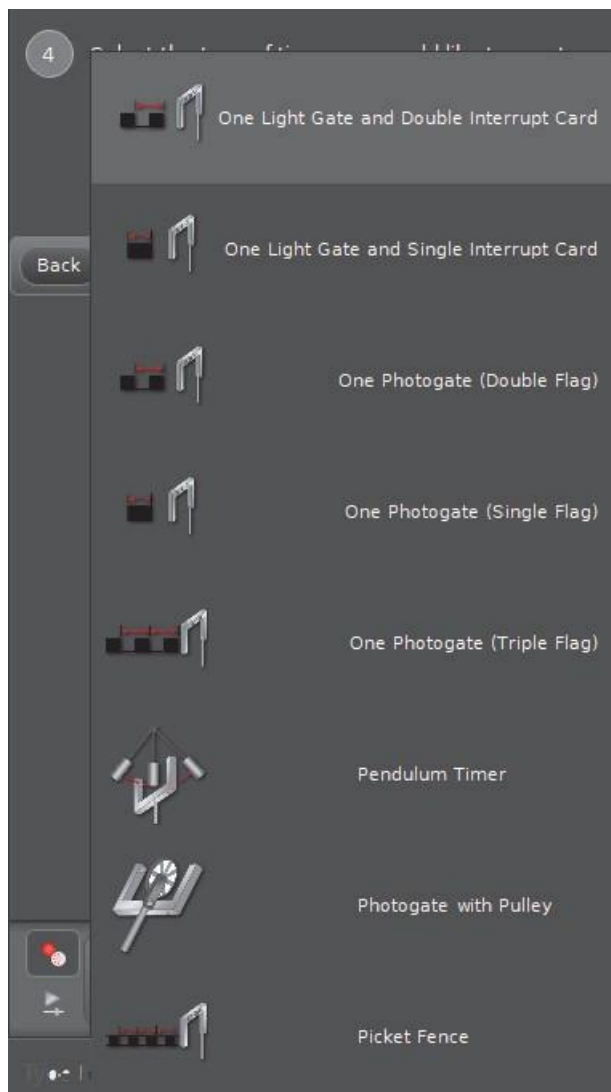 4
One Light Gate and Double Interrupt Card
One Light Gate and Single Interrupt Card
Back
One Photogate (Double Flag)
One Photogate (Single Flag)
One Photogate (Triple Flag)
Pendulum Timer
Photogate with Pulley
Picket Fence